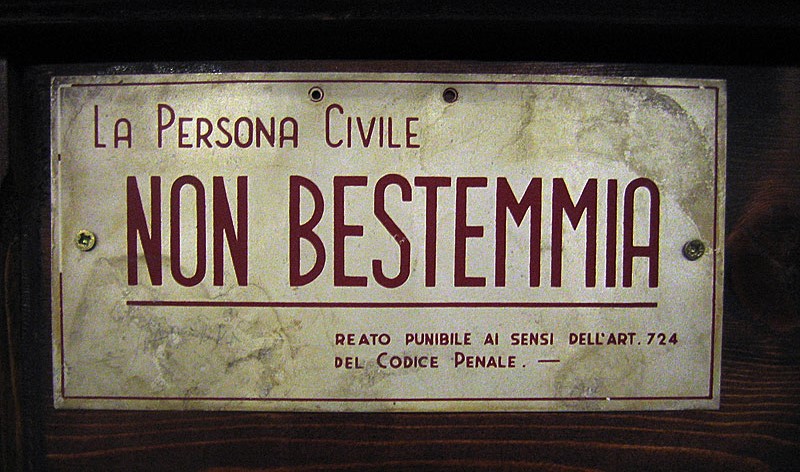 La Persona Civile
NON BESTEMMIA
REATO PUNIBILE AI SENSI DELL'ART. 724
DEL CODICE PENALE. —